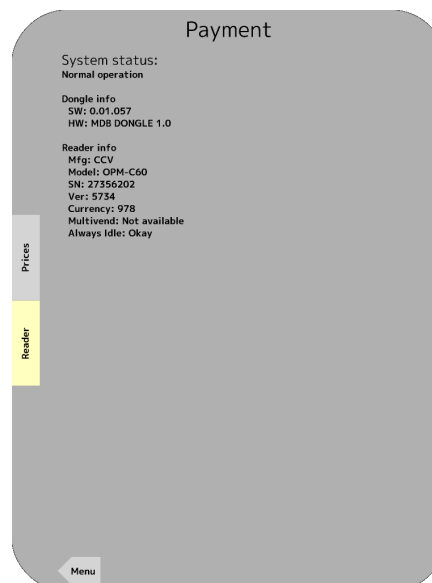 Payment
System status:
Normal operation
Dongle info
SW: 0.01.057
HW: MDB DONGLE 1.0
Reader info
Mfg: CCV
Model: OPM-C60
SN: 27356202
Ver: 5734
Currency: 978
Multivend: Not available
Always Idle: Okay
Prices
Reader
Menu